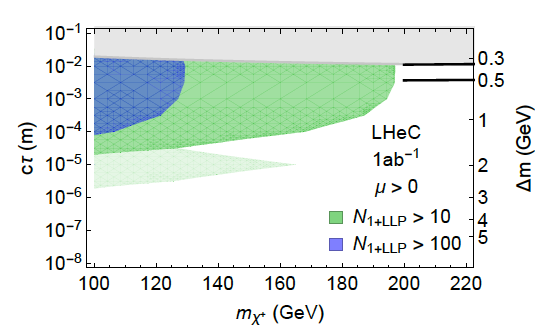 10⁻¹
10⁻²
10⁻³
10⁻⁴
10⁻⁵
10⁻⁶
10⁻⁷
10⁻⁸
cτ (m)
0.3
0.5
1
2
3
4
5
Δm (GeV)
LHeC
1ab⁻¹
μ > 0
N₁₊LLP > 10
N₁₊LLP > 100
100 120 140 160 180 200 220
mχ⁺ (GeV)